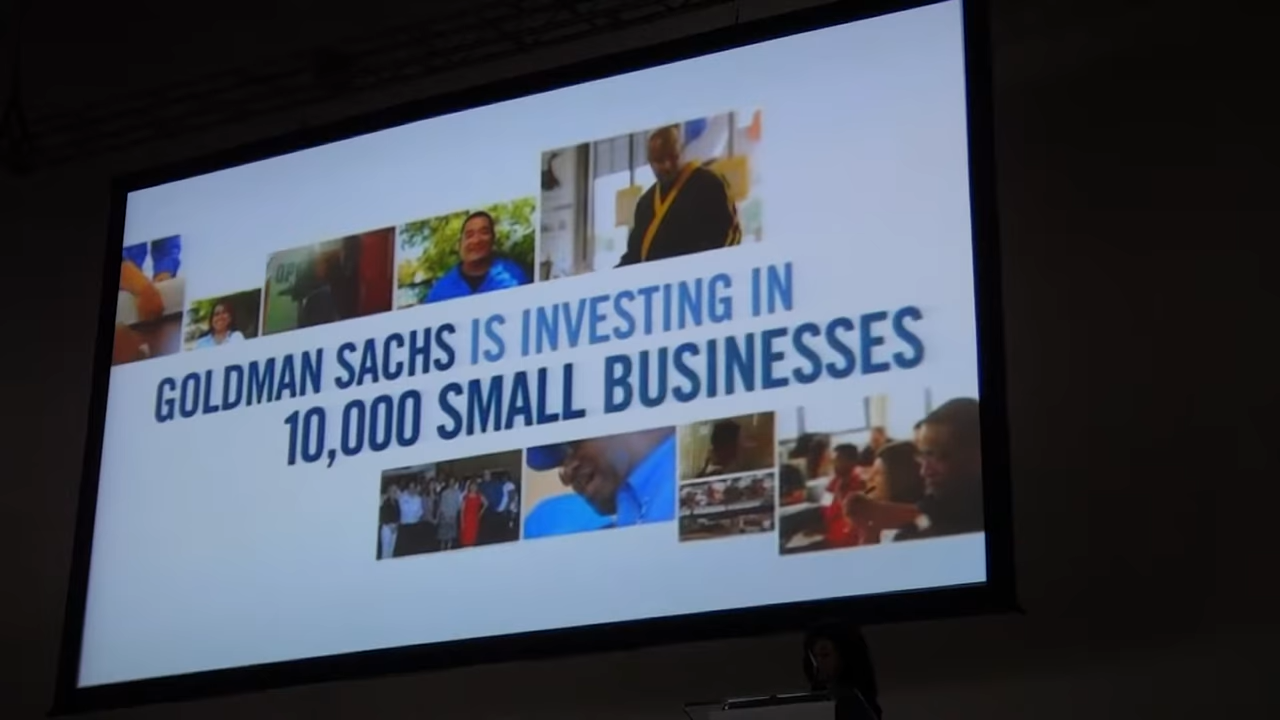 GOLDMAN SACHS IS INVESTING IN
10,000 SMALL BUSINESSES